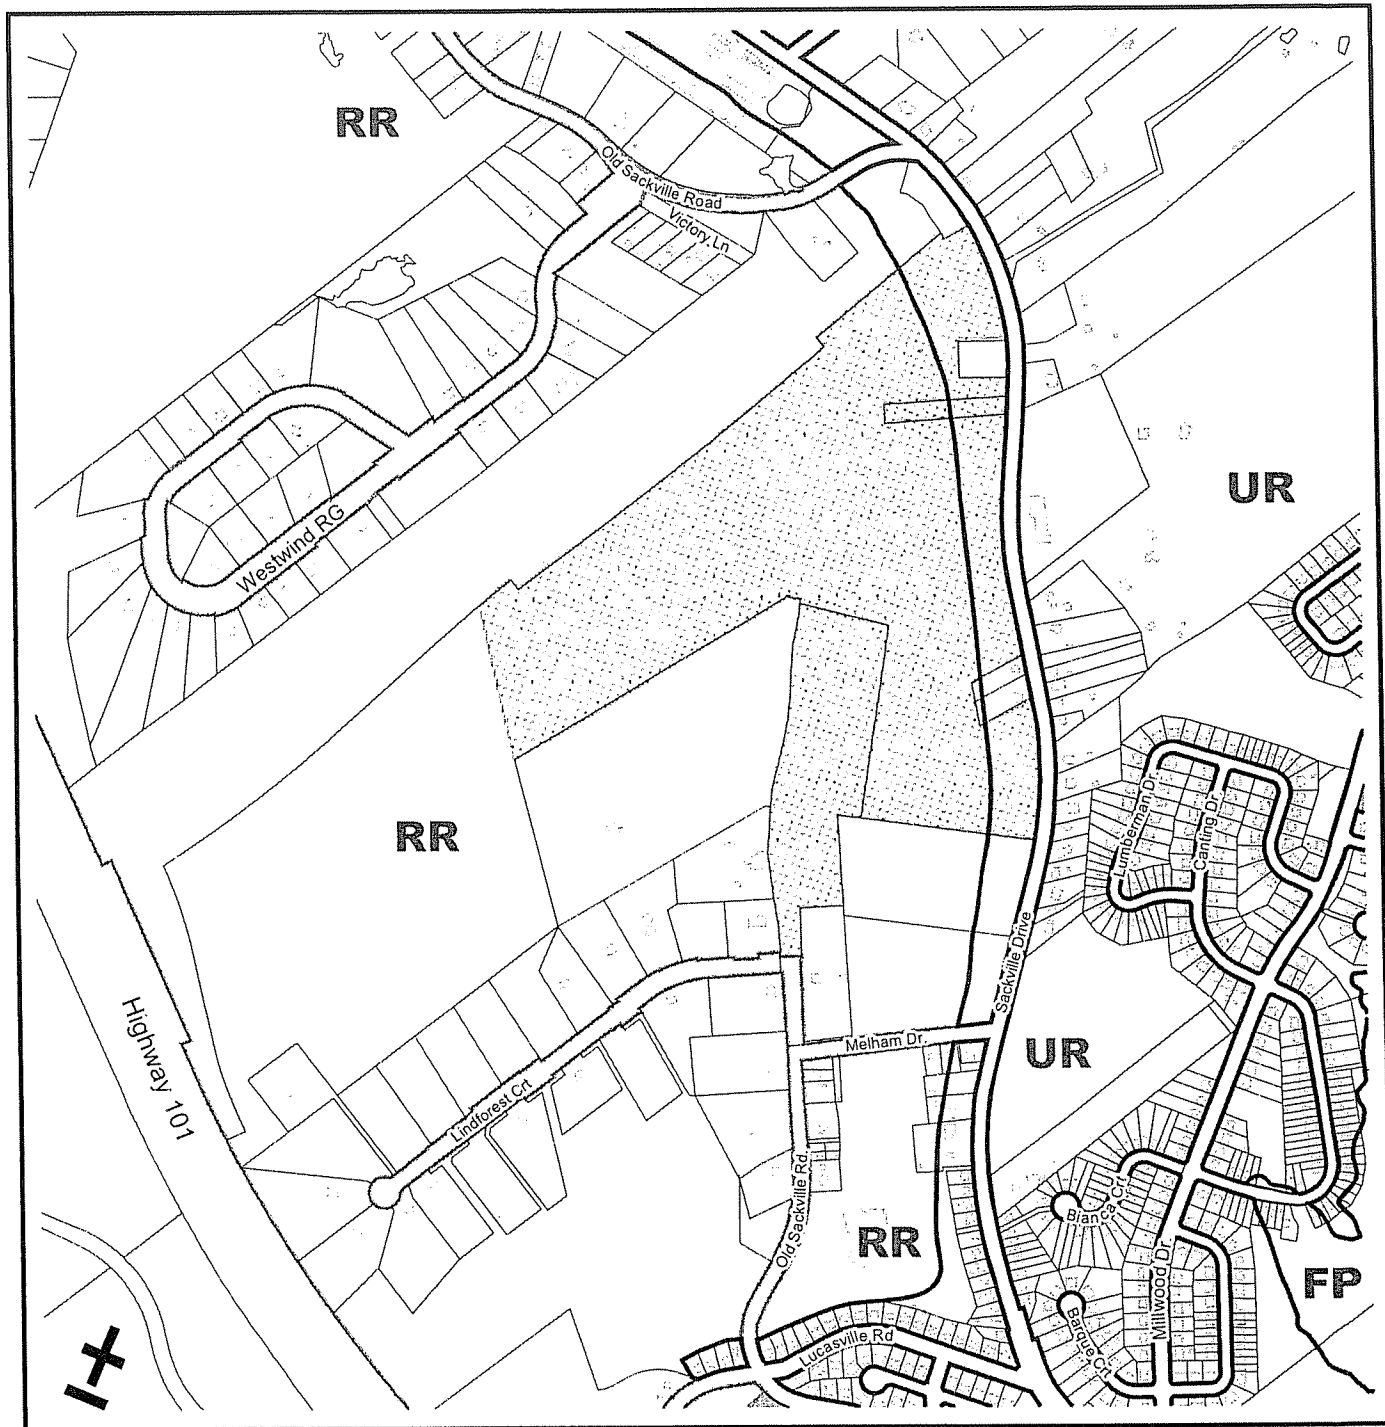 RR
Old Sackville Road
Victory Ln
UR
Westwind RG
RR
Lumberman Dr.
Canting Dr.
Sackville Drive
Highway 101
Melham Dr.
UR
Lindforest Crt
Old Sackville Rd
Bianca Crt
RR
FP
Millwood Dr.
Barque Crt
Lucasville Rd